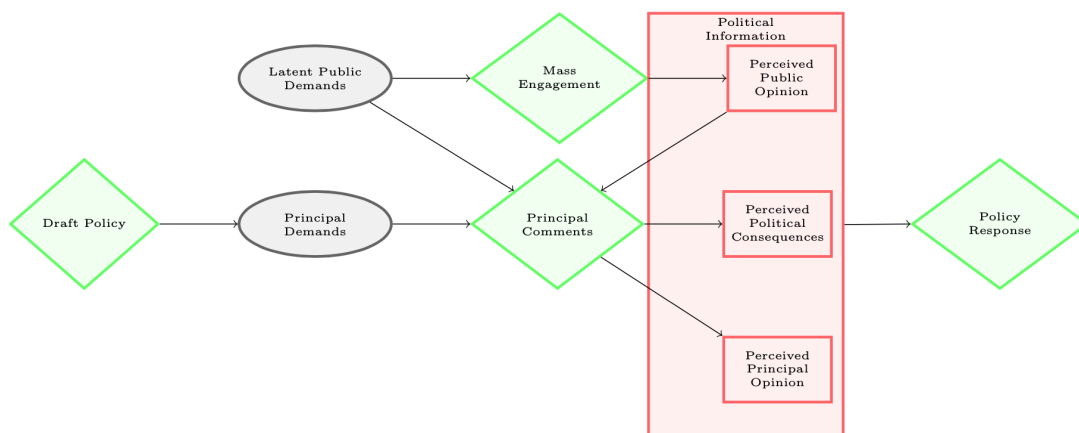 Political
Information
Latent Public
Demands
Mass
Engagement
Perceived
Public
Opinion
Draft Policy
Principal
Demands
Principal
Comments
Perceived
Political
Consequences
Policy
Response
Perceived
Principal
Opinion